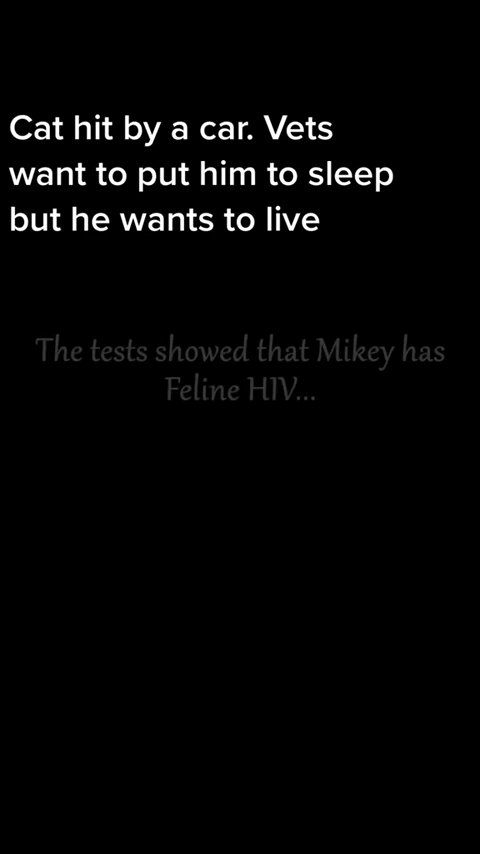 Cat hit by a car. Vets
want to put him to sleep
but he wants to live
The tests showed that Mikey has
Feline HIV...